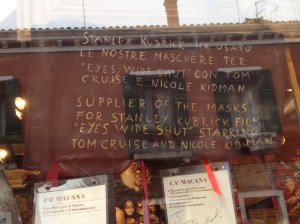 STANLEY KUBRICK HA USATO
LE NOSTRE MASCHERE PER
"EYES WIDE SHUT" CON TOM
CRUISE E NICOLE KIDMAN
SUPPLIER OF THE MASKS
FOR STANLEY KUBRICK FILM
"EYES WIDE SHUT" STARRING
TOM CRUISE AND NICOLE KIDMAN
CA' MACANA
CA' MACANA